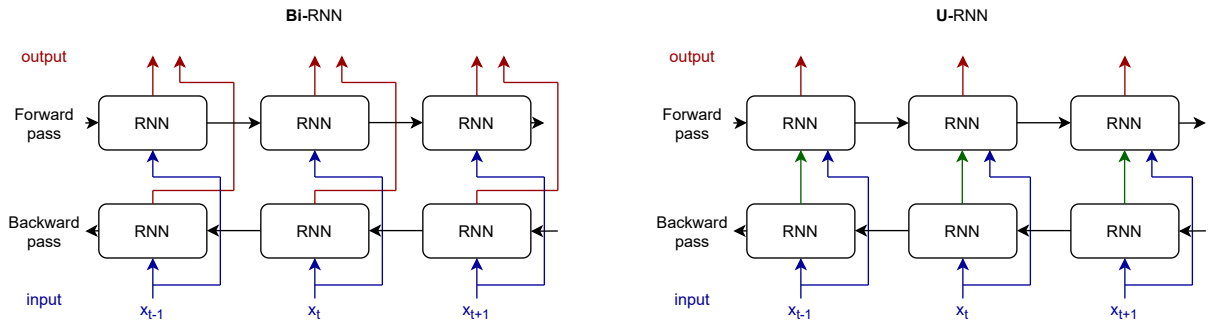 Bi-RNN
output
Forward
pass
RNN RNN RNN
Backward
pass
RNN RNN RNN
input
xt-1 xt xt+1
U-RNN
output
Forward
pass
RNN RNN RNN
Backward
pass
RNN RNN RNN
input
xt-1 xt xt+1